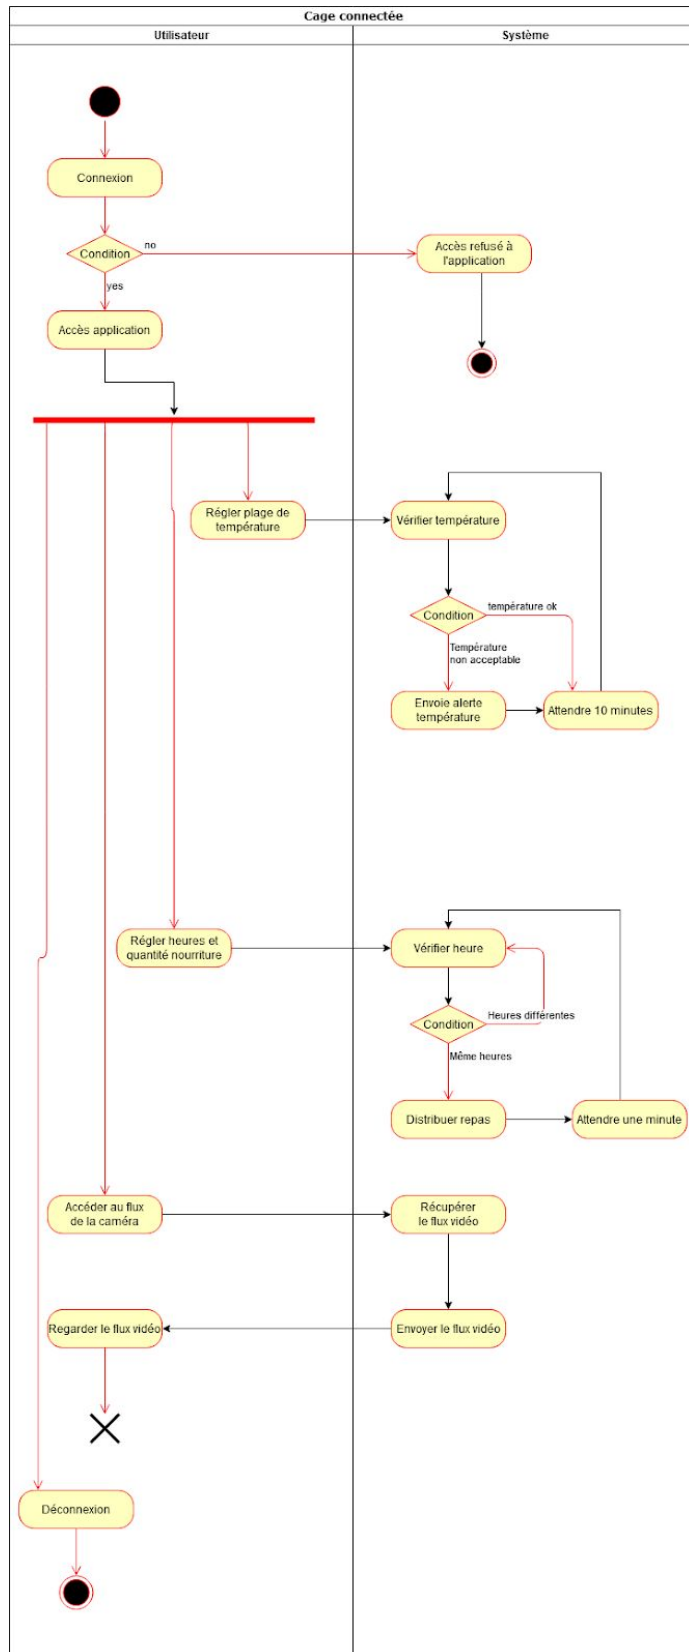 Cage connectée
Utilisateur
Système
Connexion
Condition
no
yes
Accès refusé à
l'application
Accès application
Régler plage de
température
Vérifier température
Condition
température ok
Température
non acceptable
Envoie alerte
température
Attendre 10 minutes
Régler heures et
quantité nourriture
Vérifier heure
Condition
Heures différentes
Même heures
Distribuer repas
Attendre une minute
Accéder au flux
de la caméra
Récupérer
le flux vidéo
Regarder le flux vidéo
Envoyer le flux vidéo
Déconnexion